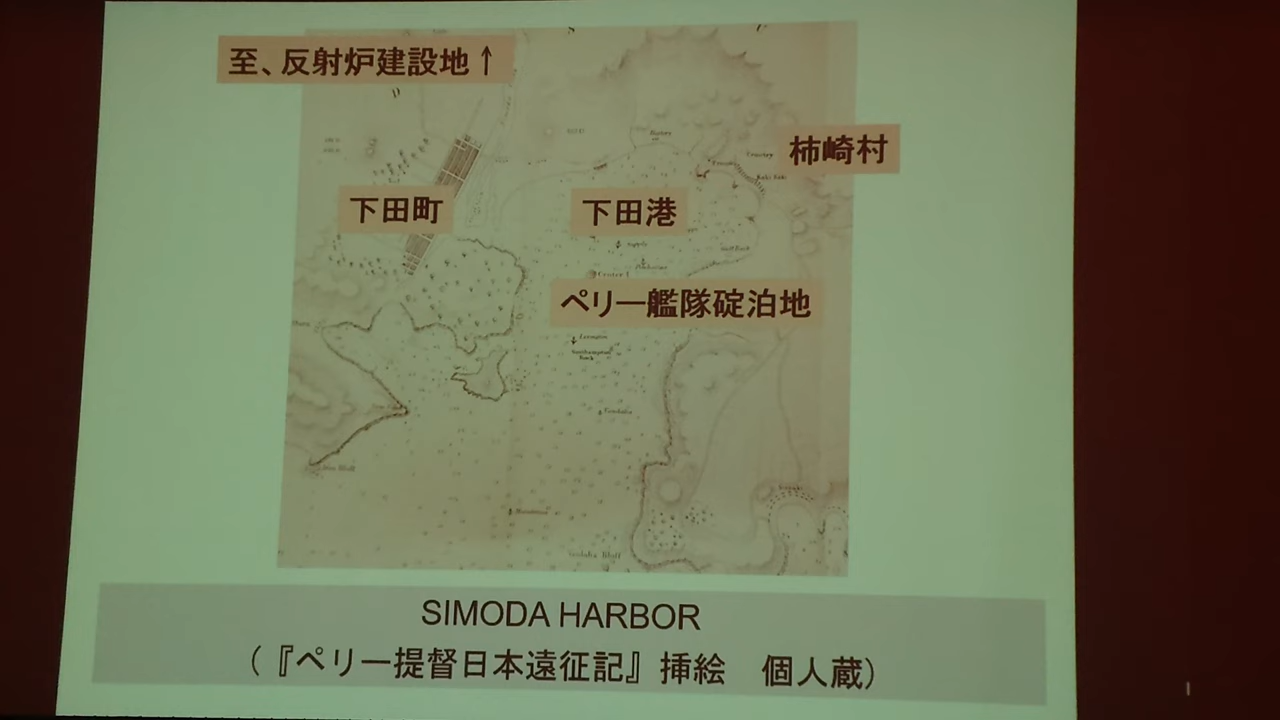 至、反射炉建設地↑
柿崎村
下田町
下田港
ペリー艦隊碇泊地
Southampton
Rock
SIMODA HARBOR
(『ペリー提督日本遠征記』挿絵 個人蔵)